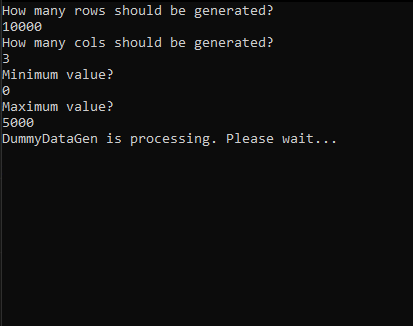 How many rows should be generated?
10000
How many cols should be generated?
3
Minimum value?
0
Maximum value?
5000
DummyDataGen is processing. Please wait...